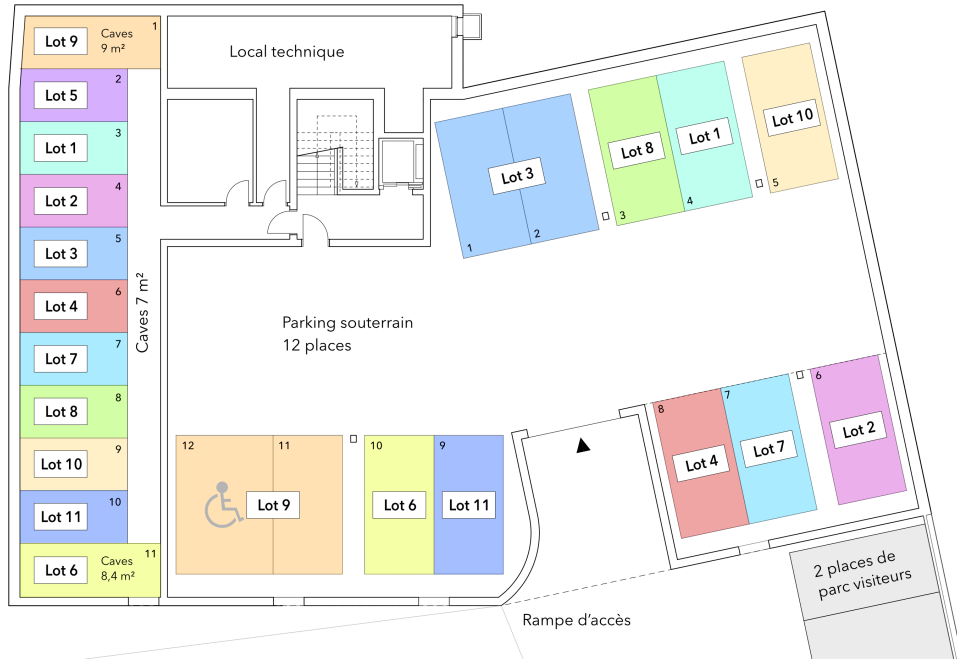 Lot 9
Caves
9 m²
1
Lot 5
2
Lot 1
3
Lot 2
4
Lot 3
5
Lot 4
6
Lot 7
7
Lot 8
8
Lot 10
9
Lot 11
10
Lot 6
Caves
8,4 m²
11
Caves 7 m²
Local technique
Lot 3
1
2
Lot 8
3
Lot 1
4
Lot 10
5
Parking souterrain
12 places
12
11
Lot 9
10
Lot 6
9
Lot 11
8
Lot 4
7
Lot 7
6
Lot 2
2 places de
parc visiteurs
Rampe d'accès